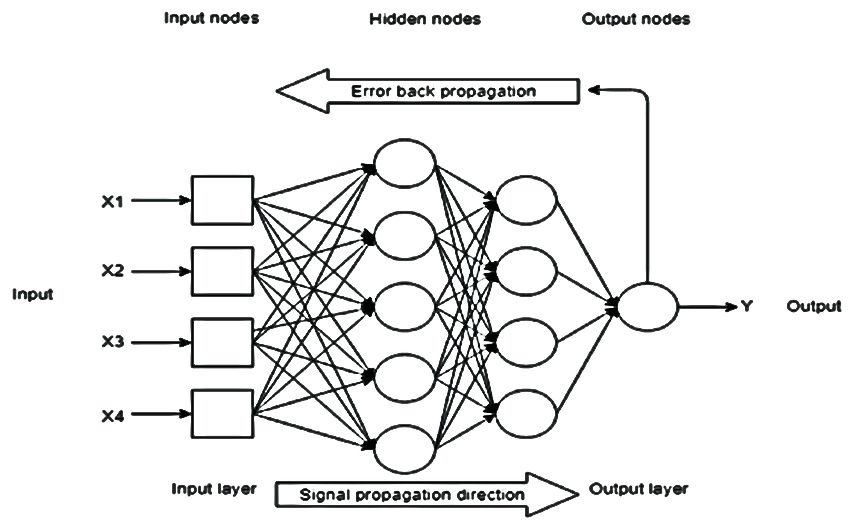 Input nodes
Hidden nodes
Output nodes
Error back propagation
X1
X2
Input
X3
X4
Y
Output
Input layer
Signal propagation direction
Output layer